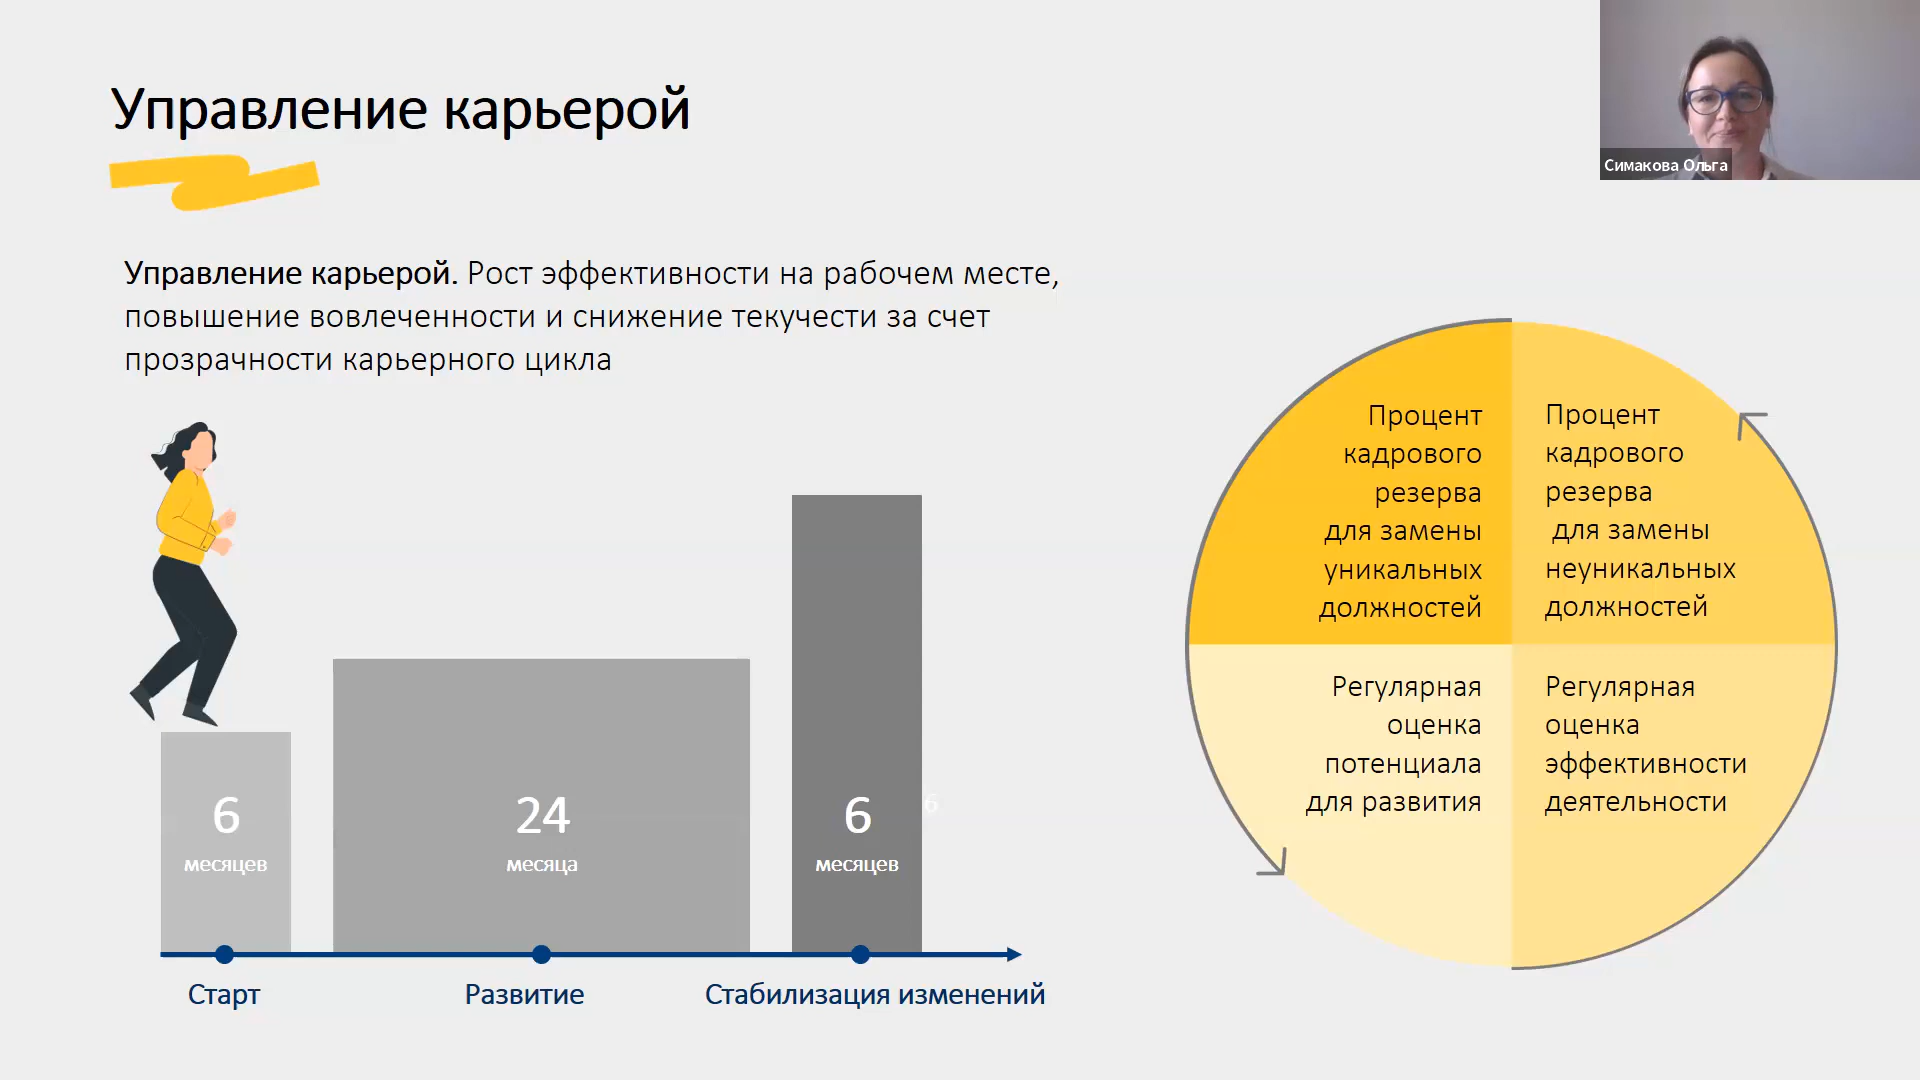 Управление карьерой
Симакова Ольга
Управление карьерой. Рост эффективности на рабочем месте,
повышение вовлеченности и снижение текучести за счет
прозрачности карьерного цикла
6
месяцев
24
месяца
6
месяцев
6
Старт
Развитие
Стабилизация изменений
Процент
кадрового
резерва
для замены
уникальных
должностей
Процент
кадрового
резерва
для замены
неуникальных
должностей
Регулярная
оценка
потенциала
для развития
Регулярная
оценка
эффективности
деятельности